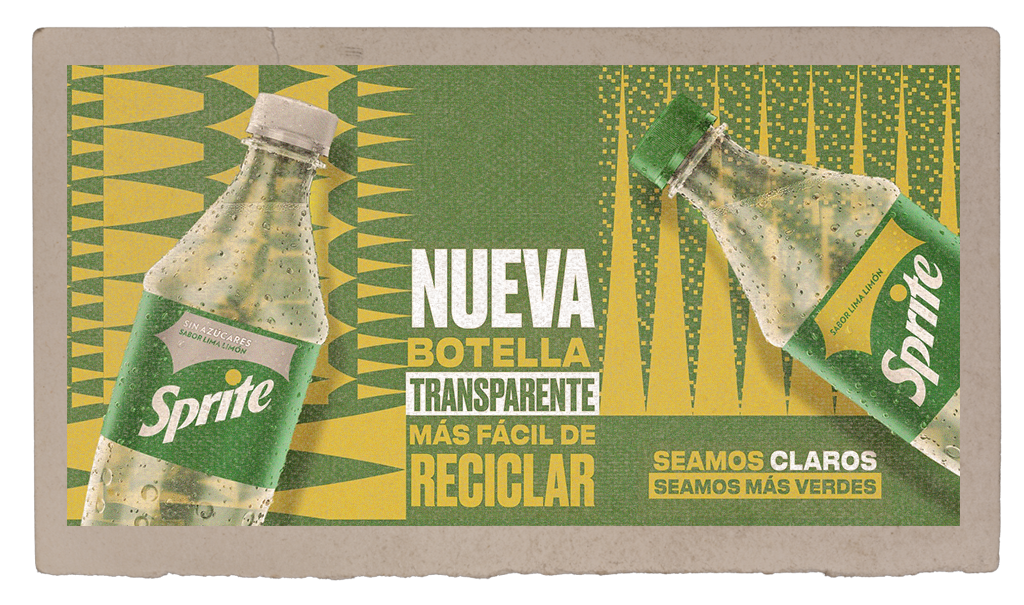 SIN AZÚCARES
SABOR LIMA LIMÓN
Sprite
NUEVA
BOTELLA
TRANSPARENTE
MÁS FÁCIL DE
RECICLAR
SABOR LIMA LIMÓN
Sprite
SEAMOS CLAROS
SEAMOS MÁS VERDES